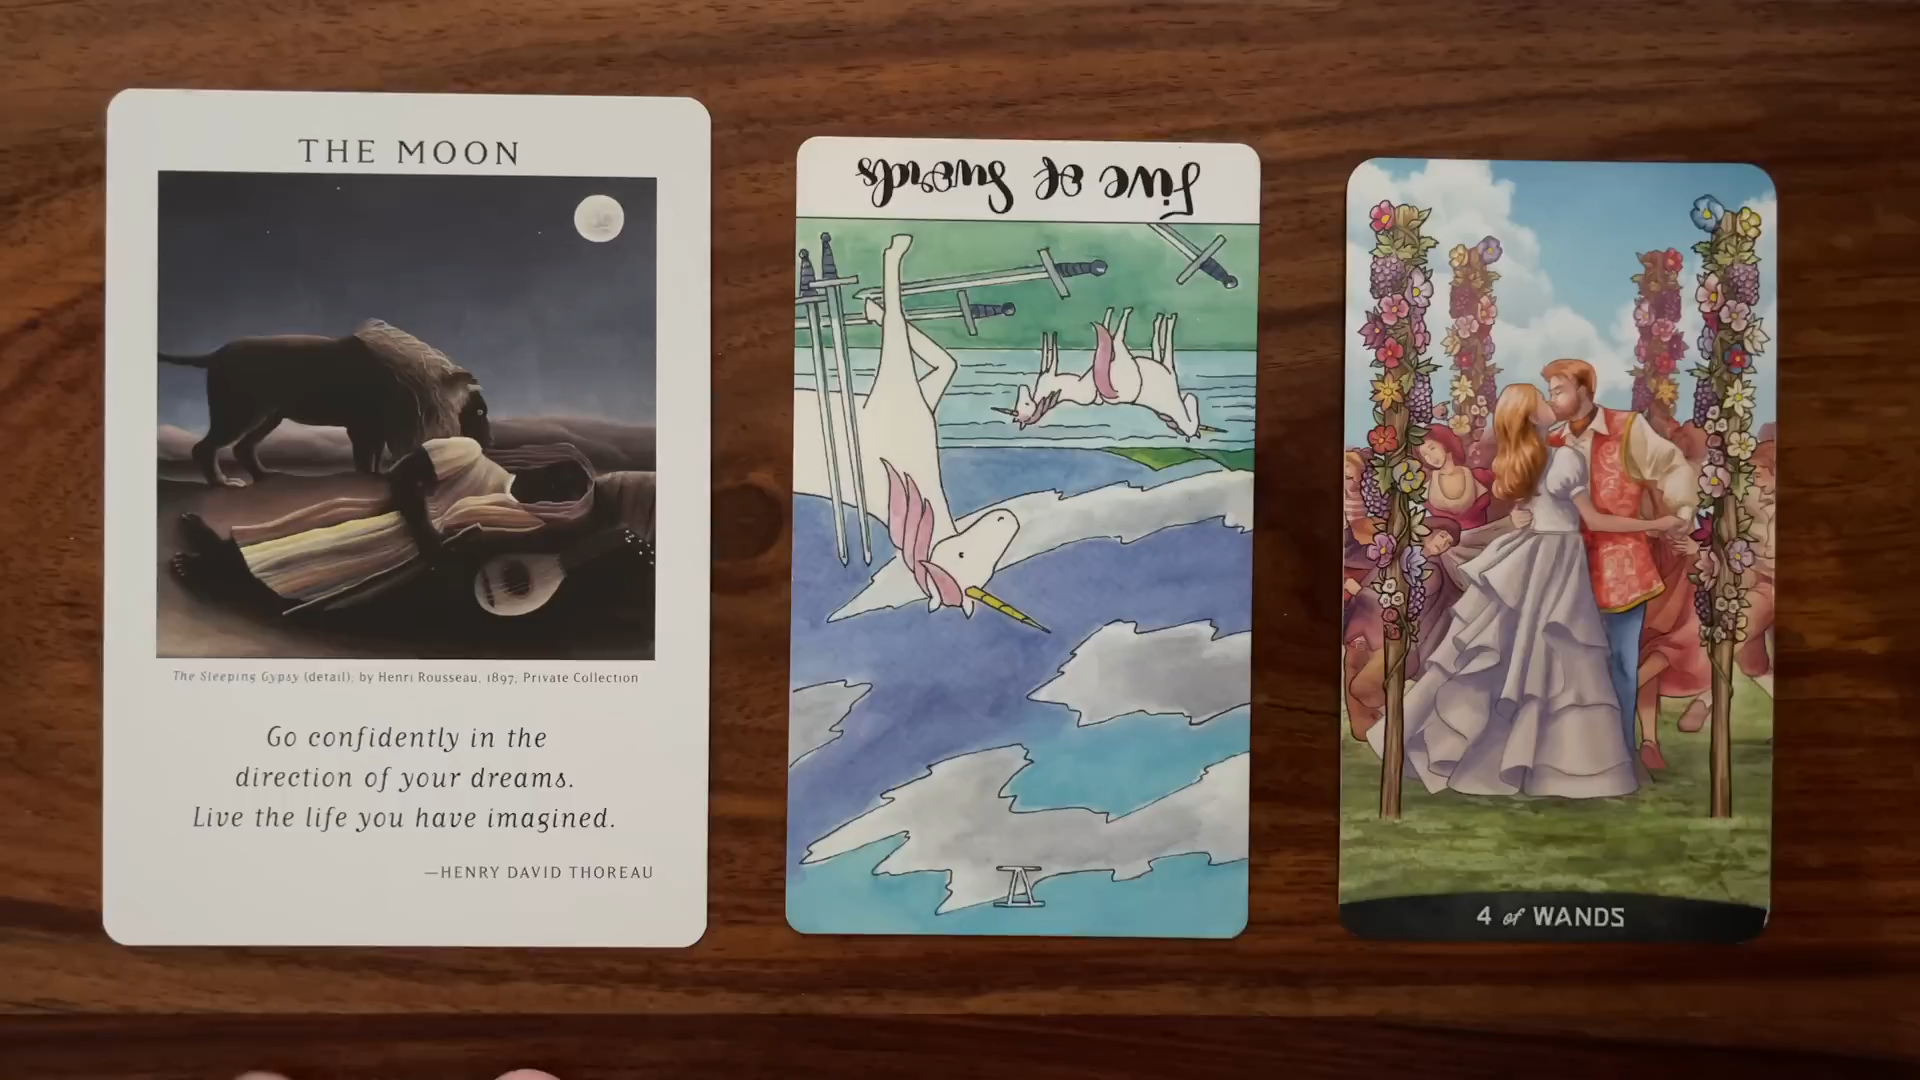 THE MOON
The Sleeping Gypsy (detail), by Henri Rousseau, 1897, Private Collection
Go confidently in the
direction of your dreams.
Live the life you have imagined.
—HENRY DAVID THOREAU
Five of Swords
V
4 of WANDS